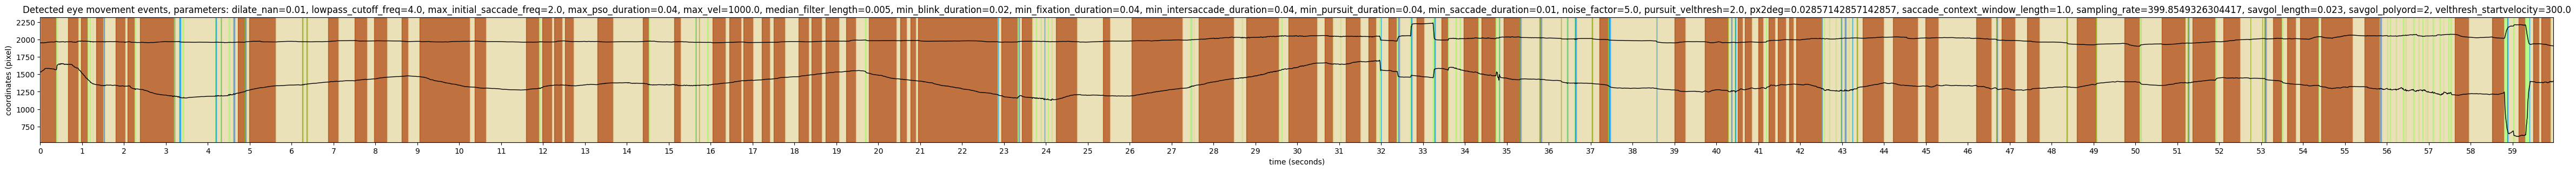 Detected eye movement events, parameters: dilate_nan=0.01, lowpass_cutoff_freq=4.0, max_initial_saccade_freq=2.0, max_pso_duration=0.04, max_vel=1000.0, median_filter_length=0.005, min_blink_duration=0.02, min_fixation_duration=0.04, min_intersaccade_duration=0.04, min_pursuit_duration=0.04, min_saccade_duration=0.01, noise_factor=5.0, pursuit_velthresh=2.0, px2deg=0.02857142857142857, saccade_context_window_length=1.0, sampling_rate=399.8549326304417, savgol_length=0.023, savgol_polyord=2, velthresh_startvelocity=300.0
coordinates (pixel)
2250
2000
1750
1500
1250
1000
750
0 1 2 3 4 5 6 7 8 9 10 11 12 13 14 15 16 17 18 19 20 21 22 23 24 25 26 27 28 29 30 31 32 33 34 35 36 37 38 39 40 41 42 43 44 45 46 47 48 49 50 51 52 53 54 55 56 57 58 59
time (seconds)